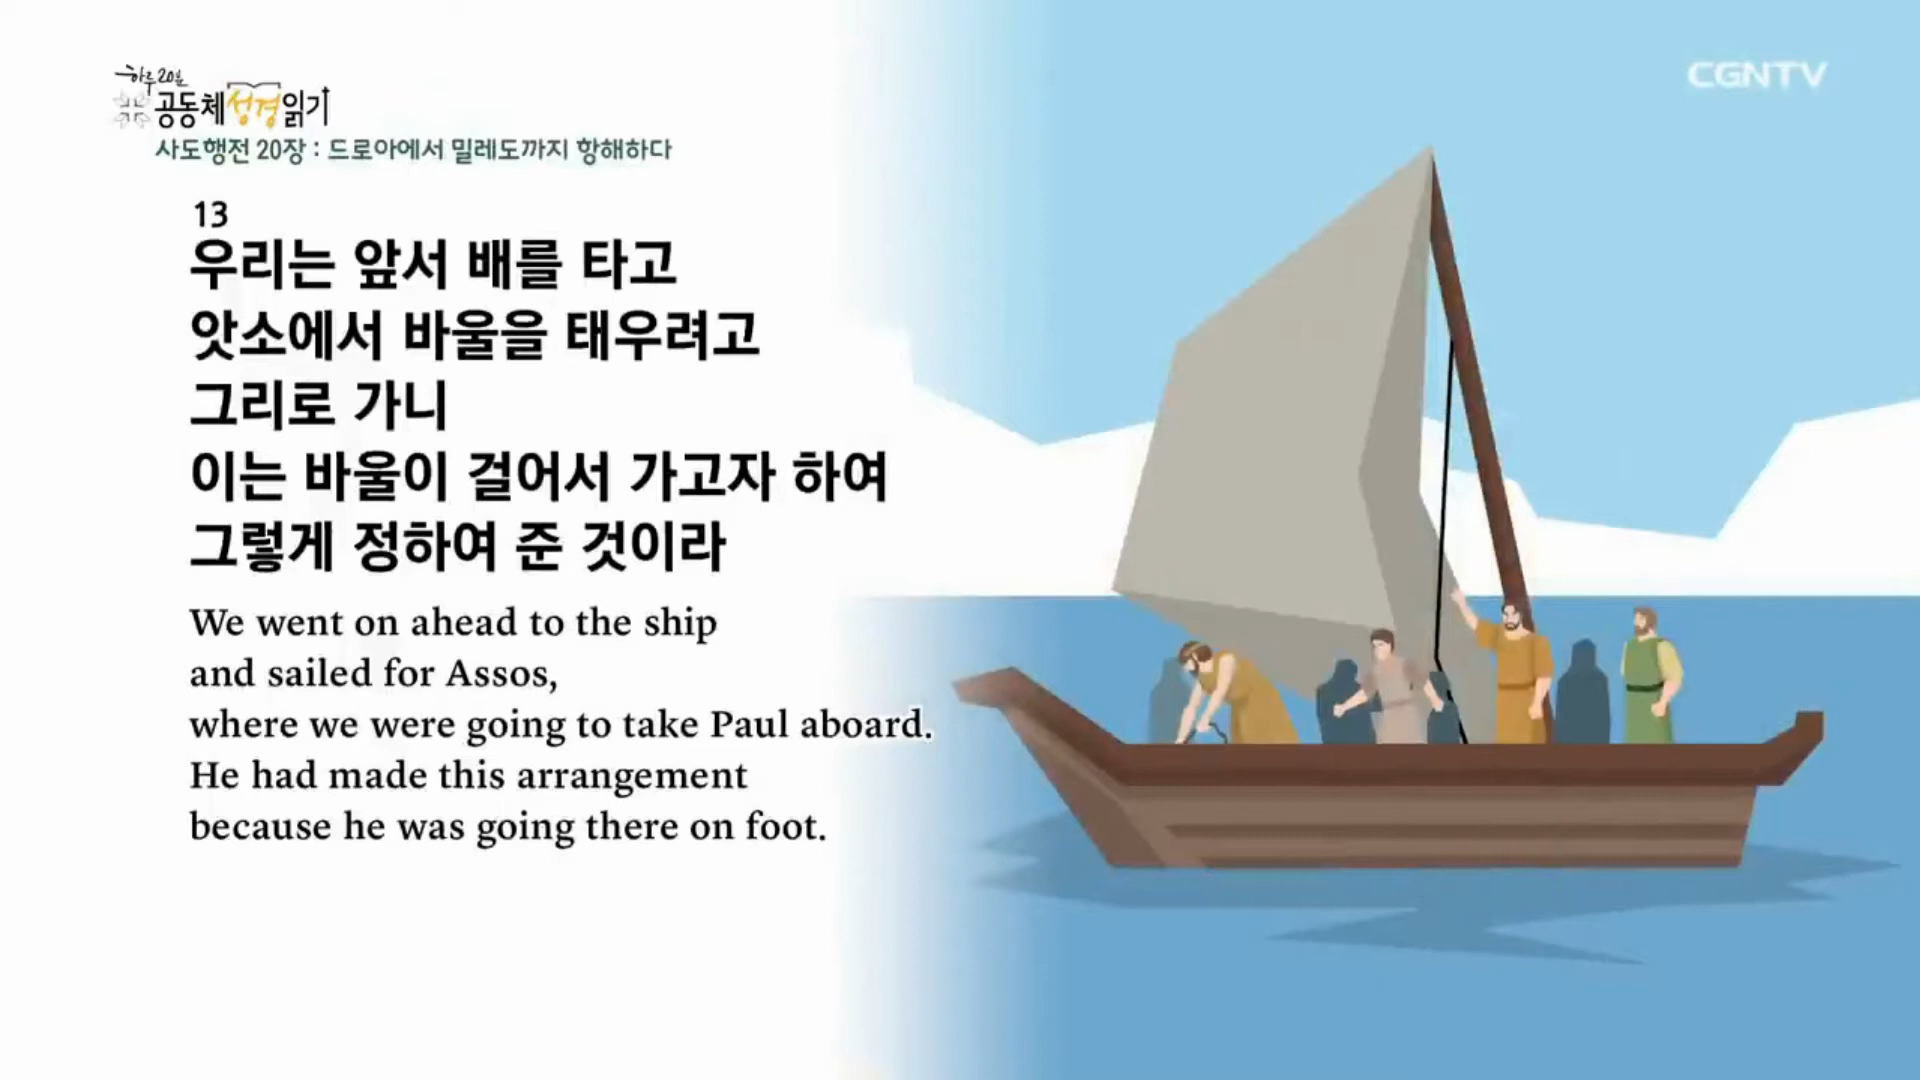 하루 20분
공동체성경읽기
CGNTV
사도행전 20장 : 드로아에서 밀레도까지 항해하다
13
우리는 앞서 배를 타고
앗소에서 바울을 태우려고
그리로 가니
이는 바울이 걸어서 가고자 하여
그렇게 정하여 준 것이라
We went on ahead to the ship
and sailed for Assos,
where we were going to take Paul aboard.
He had made this arrangement
because he was going there on foot.